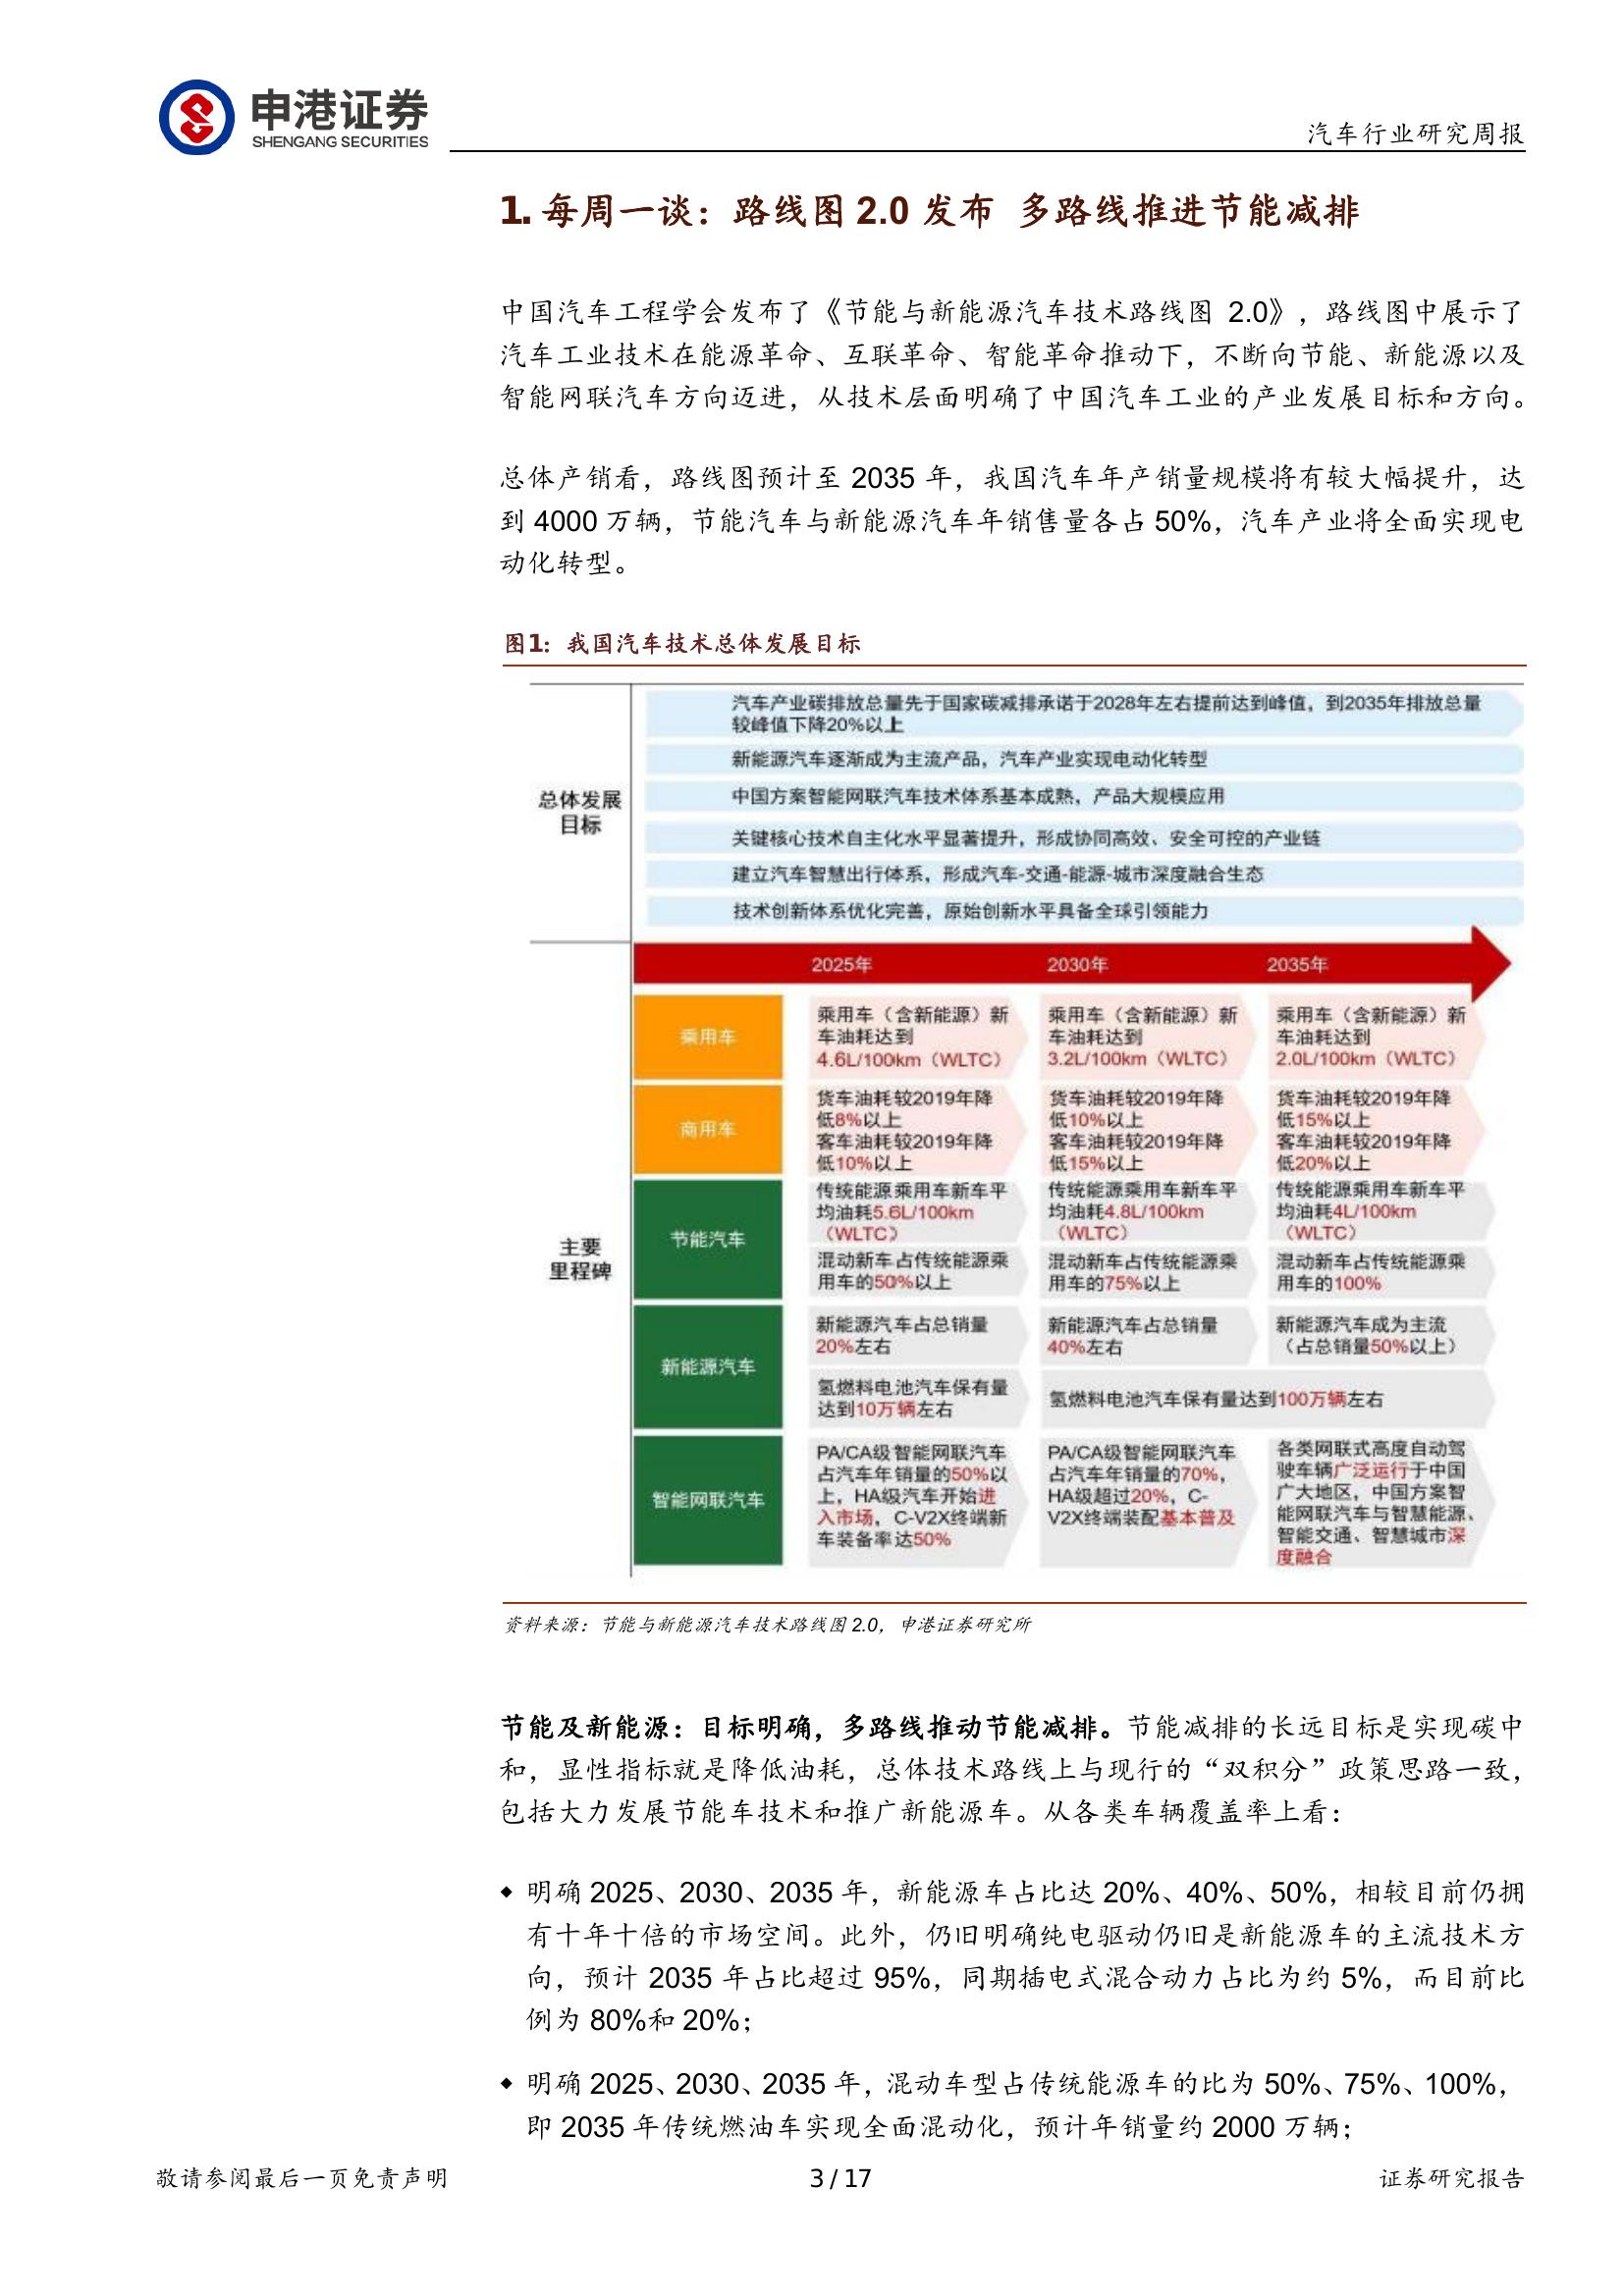 申港证券
SHENGANG SECURITIES
汽车行业研究周报
1. 每周一谈：路线图 2.0 发布 多路线推进节能减排
中国汽车工程学会发布了《节能与新能源汽车技术路线图 2.0》，路线图中展示了
汽车工业技术在能源革命、互联革命、智能革命推动下，不断向节能、新能源以及
智能网联汽车方向迈进，从技术层面明确了中国汽车工业的产业发展目标和方向。
总体产销看，路线图预计至 2035 年，我国汽车年产销量规模将有较大幅提升，达
到 4000 万辆，节能汽车与新能源汽车年销售量各占 50%，汽车产业将全面实现电
动化转型。
图1：我国汽车技术总体发展目标
总体发展
目标
汽车产业碳排放总量先于国家碳减排承诺于2028年左右提前达到峰值，到2035年排放总量
较峰值下降20%以上
新能源汽车逐渐成为主流产品，汽车产业实现电动化转型
中国方案智能网联汽车技术体系基本成熟，产品大规模应用
关键核心技术自主化水平显著提升，形成协同高效、安全可控的产业链
建立汽车智慧出行体系，形成汽车-交通-能源-城市深度融合生态
技术创新体系优化完善，原始创新水平具备全球引领能力
2025年
2030年
2035年
主要
里程碑
乘用车
乘用车（含新能源）新
车油耗达到
4.6L/100km（WLTC）
乘用车（含新能源）新
车油耗达到
3.2L/100km（WLTC）
乘用车（含新能源）新
车油耗达到
2.0L/100km（WLTC）
商用车
货车油耗较2019年降
低8%以上
客车油耗较2019年降
低10%以上
货车油耗较2019年降
低10%以上
客车油耗较2019年降
低15%以上
货车油耗较2019年降
低15%以上
客车油耗较2019年降
低20%以上
节能汽车
传统能源乘用车新车平
均油耗5.6L/100km
（WLTC）
传统能源乘用车新车平
均油耗4.8L/100km
（WLTC）
传统能源乘用车新车平
均油耗4L/100km
（WLTC）
混动新车占传统能源乘
用车的50%以上
混动新车占传统能源乘
用车的75%以上
混动新车占传统能源乘
用车的100%
新能源汽车
新能源汽车占总销量
20%左右
新能源汽车占总销量
40%左右
新能源汽车成为主流
（占总销量50%以上）
氢燃料电池汽车保有量
达到10万辆左右
氢燃料电池汽车保有量达到100万辆左右
智能网联汽车
PA/CA级智能网联汽车
占汽车年销量的50%以
上，HA级汽车开始进
入市场，C-V2X终端新
车装备率达50%
PA/CA级智能网联汽车
占汽车年销量的70%，
HA级超过20%，C-
V2X终端装配基本普及
各类网联式高度自动驾
驶车辆广泛运行于中国
广大地区，中国方案智
能网联汽车与智慧能源、
智能交通、智慧城市深
度融合
资料来源：节能与新能源汽车技术路线图 2.0，申港证券研究所
节能及新能源：目标明确，多路线推动节能减排。节能减排的长远目标是实现碳中
和，显性指标就是降低油耗，总体技术路线上与现行的“双积分”政策思路一致，
包括大力发展节能车技术和推广新能源车。从各类车辆覆盖率上看：
◆ 明确 2025、2030、2035 年，新能源车占比达 20%、40%、50%，相较目前仍拥
有十年十倍的市场空间。此外，仍旧明确纯电驱动仍旧是新能源车的主流技术方
向，预计 2035 年占比超过 95%，同期插电式混合动力占比为约 5%，而目前比
例为 80%和 20%；
◆ 明确 2025、2030、2035 年，混动车型占传统能源车的比为 50%、75%、100%，
即 2035 年传统燃油车实现全面混动化，预计年销量约 2000 万辆；
敬请参阅最后一页免责声明
3 / 17
证券研究报告